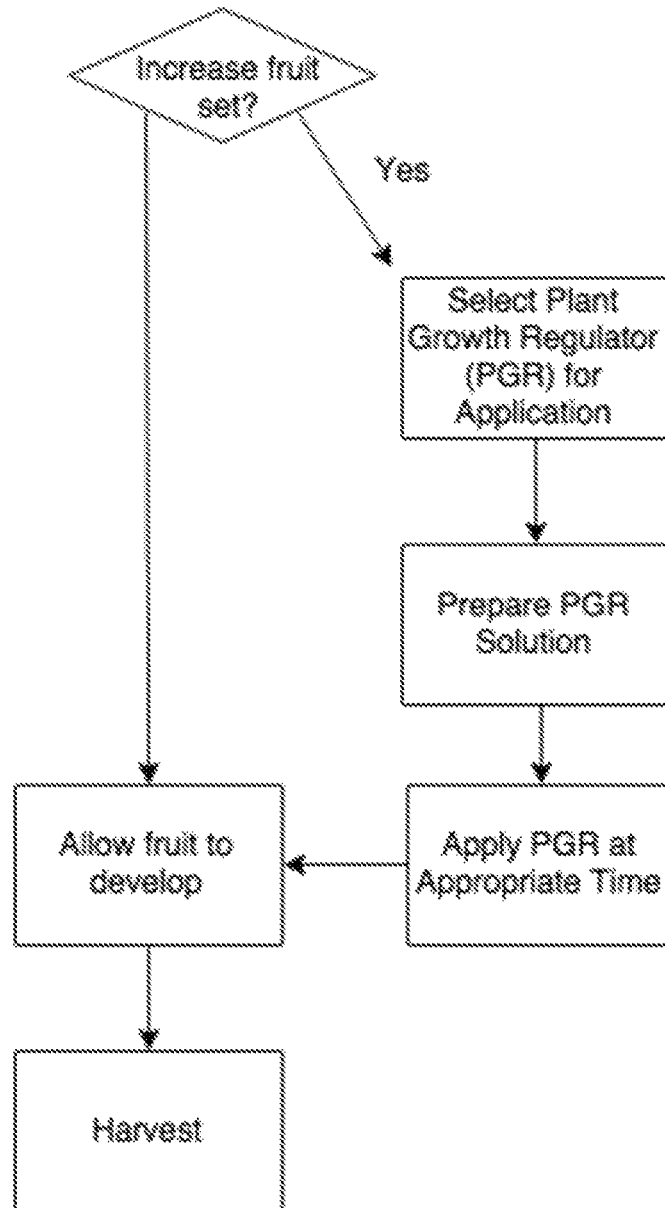 Increase fruit
set?
Yes
Select Plant
Growth Regulator
(PGR) for
Application
Prepare PGR
Solution
Apply PGR at
Appropriate Time
Allow fruit to
develop
Harvest